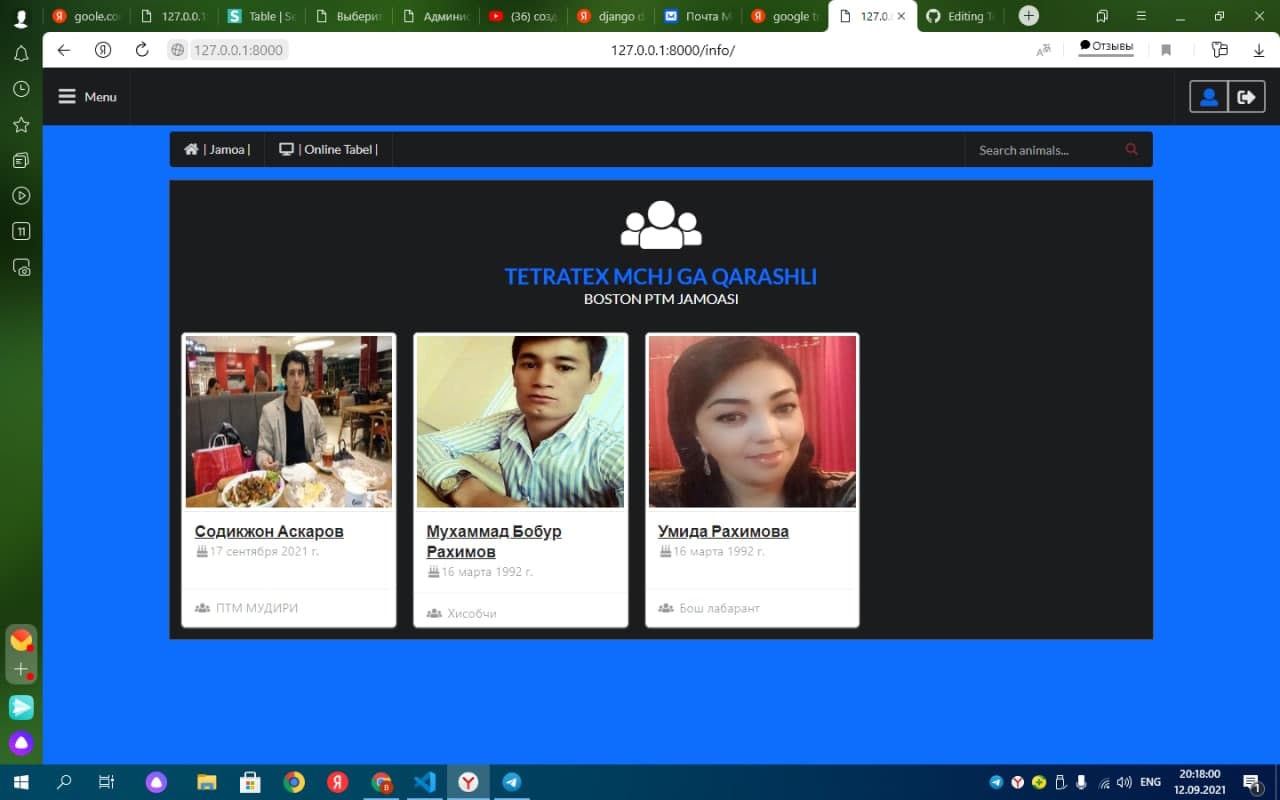 goole.co
127.0.0.1
Table | Se
Выберит
Админис
(36) созд
django d
Почта М
google t
127.0.
Editing T
127.0.0.1:8000
127.0.0.1:8000/info/
Отзывы
11
Menu
| Jamoa |
| Online Tabel |
Search animals...
TETRATEX MCHJ GA QARASHLI
BOSTON PTM JAMOASI
Содикжон Аскаров
17 сентября 2021 г.
ПТМ МУДИРИ
Мухаммад Бобур
Рахимов
16 марта 1992 г.
Хисобчи
Умида Рахимова
16 марта 1992 г.
Бош лабарант
ENG
20:18:00
12.09.2021
1